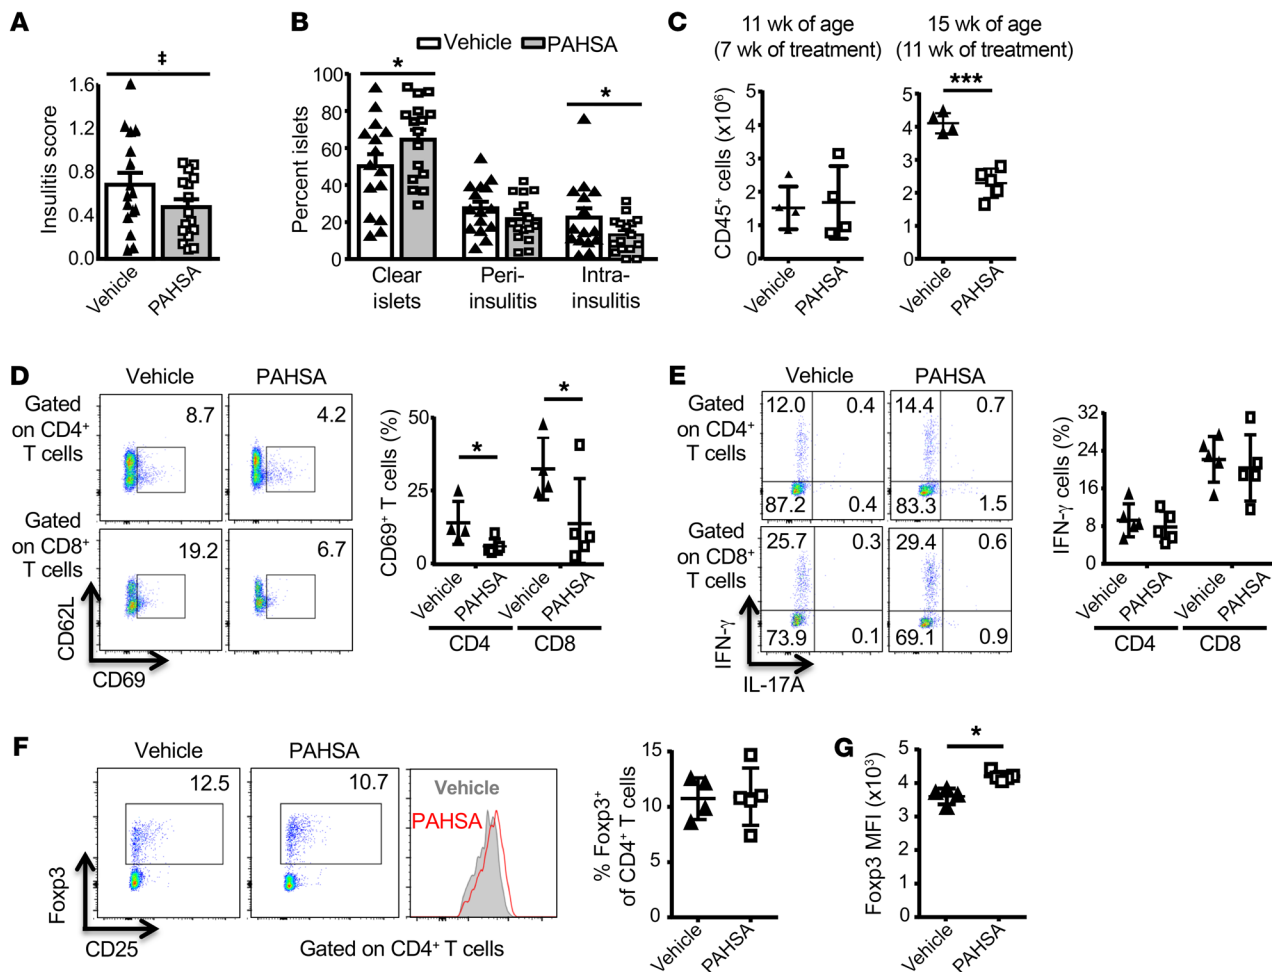 A
‡
Insulitis score
1.6
1.2
0.8
0.4
0.0
Vehicle
PAHSA
B
Vehicle
PAHSA
Percent islets
100
80
60
40
20
0
*
*
Clear
islets
Peri-
insulitis
Intra-
insulitis
C
11 wk of age
(7 wk of treatment)
15 wk of age
(11 wk of treatment)
CD45⁺ cells (x10⁶)
5
4
3
2
1
0
Vehicle
PAHSA
***
5
4
3
2
1
0
Vehicle
PAHSA
D
Vehicle
PAHSA
Gated
on CD4⁺
T cells
8.7
4.2
Gated
on CD8⁺
T cells
19.2
6.7
CD62L
CD69
CD69⁺ T cells (%)
50
25
0
*
*
Vehicle
PAHSA
Vehicle
PAHSA
CD4
CD8
E
Vehicle
PAHSA
Gated
on CD4⁺
T cells
12.0
0.4
87.2
0.4
14.4
0.7
83.3
1.5
Gated
on CD8⁺
T cells
25.7
0.3
73.9
0.1
29.4
0.6
69.1
0.9
IFN-γ
IL-17A
IFN-γ cells (%)
32
24
16
8
0
Vehicle
PAHSA
Vehicle
PAHSA
CD4
CD8
F
Vehicle
PAHSA
12.5
10.7
Vehicle
PAHSA
Foxp3
CD25
Gated on CD4⁺ T cells
% Foxp3⁺
of CD4⁺ T cells
15
10
5
0
Vehicle
PAHSA
G
*
Foxp3 MFI (x10³)
5
4
3
2
1
0
Vehicle
PAHSA